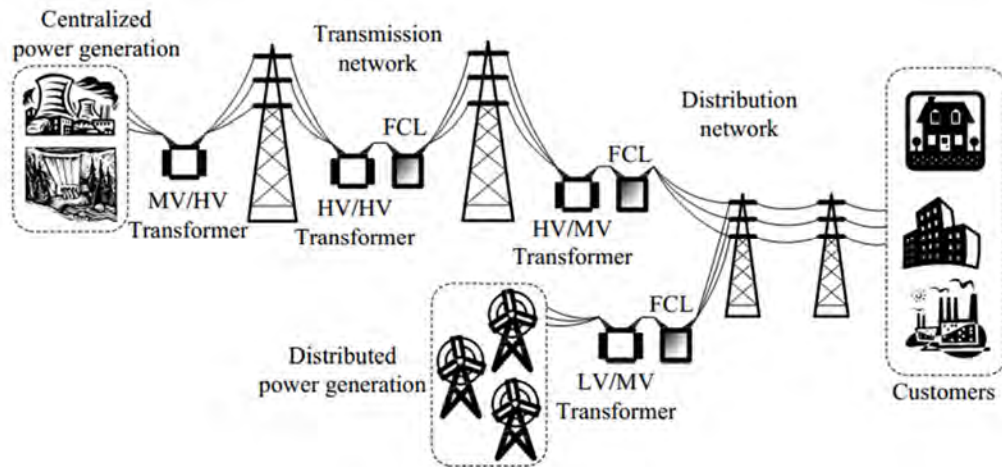 Centralized
power generation
Transmission
network
Distribution
network
FCL
FCL
MV/HV
Transformer
HV/HV
Transformer
HV/MV
Transformer
FCL
Distributed
power generation
LV/MV
Transformer
Customers